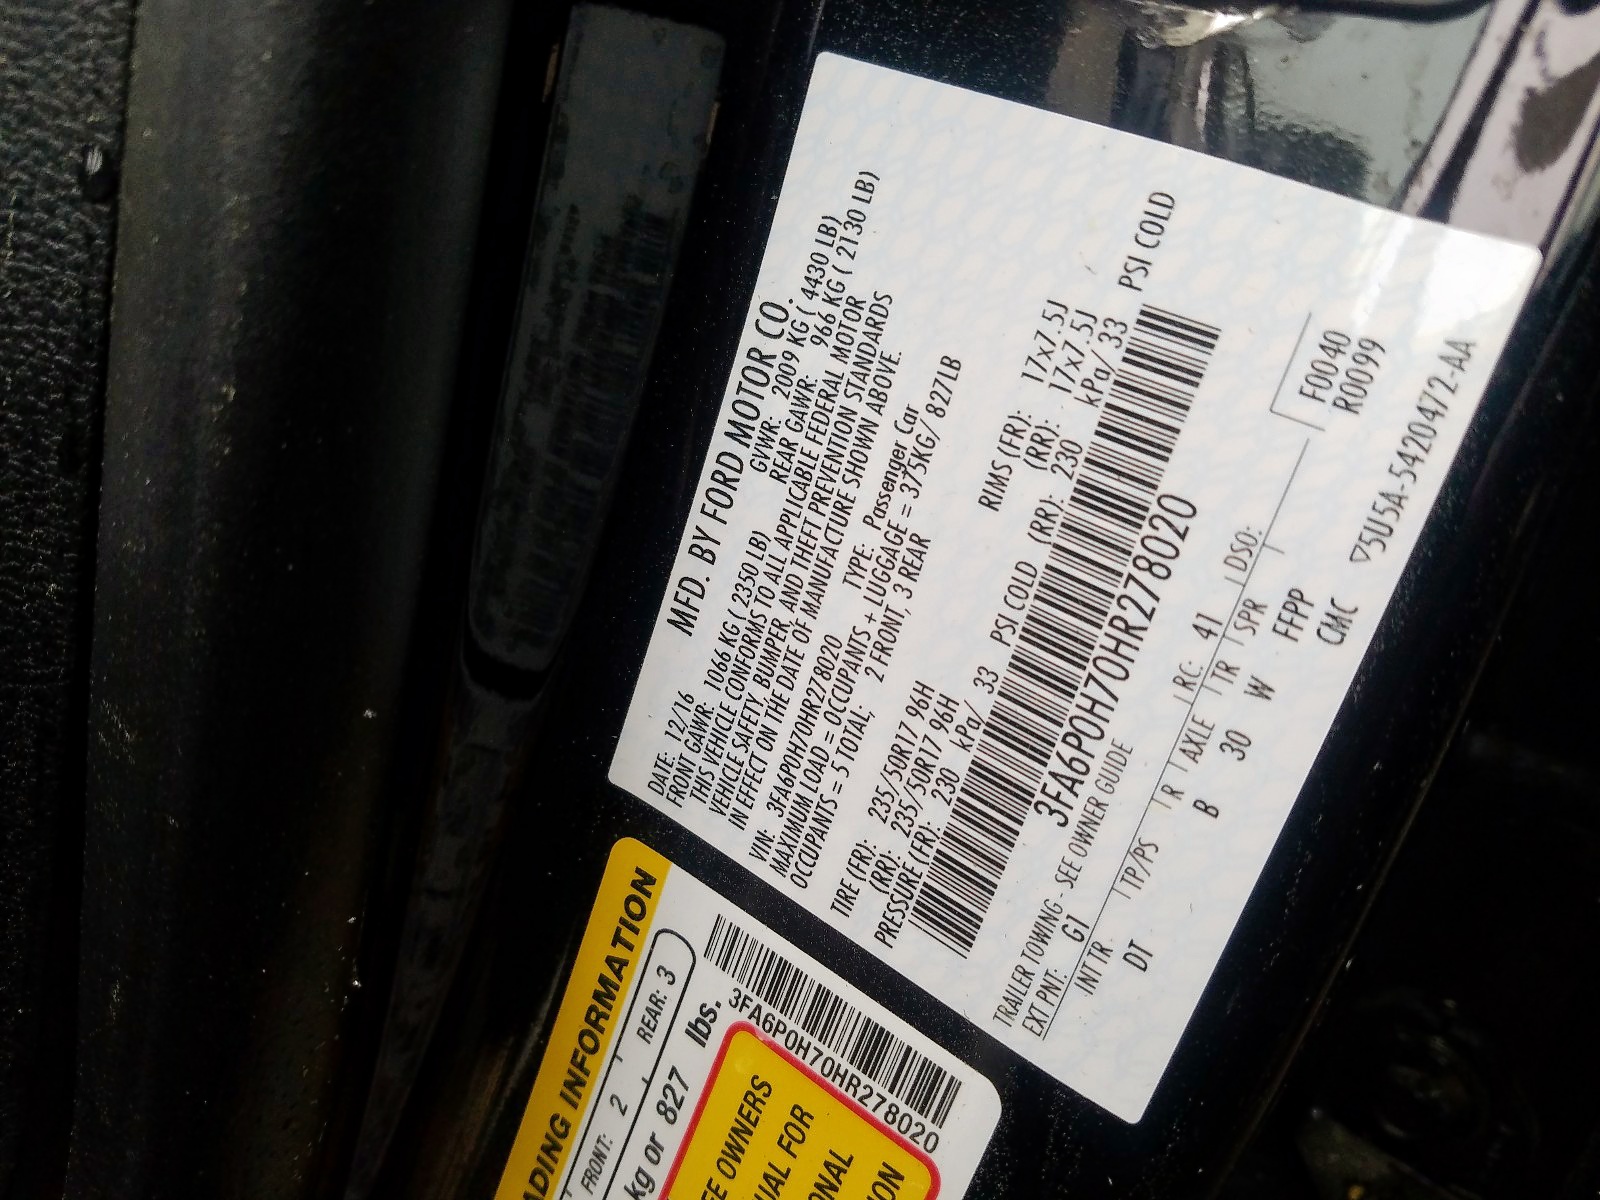 MFD. BY FORD MOTOR CO.
DATE: 12/16 GVWR: 2009 KG ( 4430 LB)
FRONT GAWR: 1066 KG ( 2350 LB) REAR GAWR: 966 KG ( 2130 LB)
THIS VEHICLE CONFORMS TO ALL APPLICABLE FEDERAL MOTOR
VEHICLE SAFETY, BUMPER, AND THEFT PREVENTION STANDARDS
IN EFFECT ON THE DATE OF MANUFACTURE SHOWN ABOVE.
VIN: 3FA6P0H70HR278020 TYPE: Passenger Car
MAXIMUM LOAD = OCCUPANTS + LUGGAGE = 375KG/ 827LB
OCCUPANTS = 5 TOTAL; 2 FRONT, 3 REAR
TIRE (FR): 235/50R17 96H RIMS (FR): 17x7.5J
(RR): 235/50R17 96H (RR): 17x7.5J
PRESSURE (FR): 230 kPa/ 33 PSI COLD (RR): 230 kPa/ 33 PSI COLD
3FA6P0H70HR278020
TRAILER TOWING - SEE OWNER GUIDE
EXT PNT: G1 RC: 41 DSO: F0040
INT TR TP/PS R AXLE TR SPR R0099
DT B 30 W FFPP
CMC
▽5U5A-5420472-AA
ADING INFORMATION
FRONT: 2 REAR: 3
kg or 827 lbs.
3FA6P0H70HR278020
EE OWNERS
UAL FOR
ONAL
ION